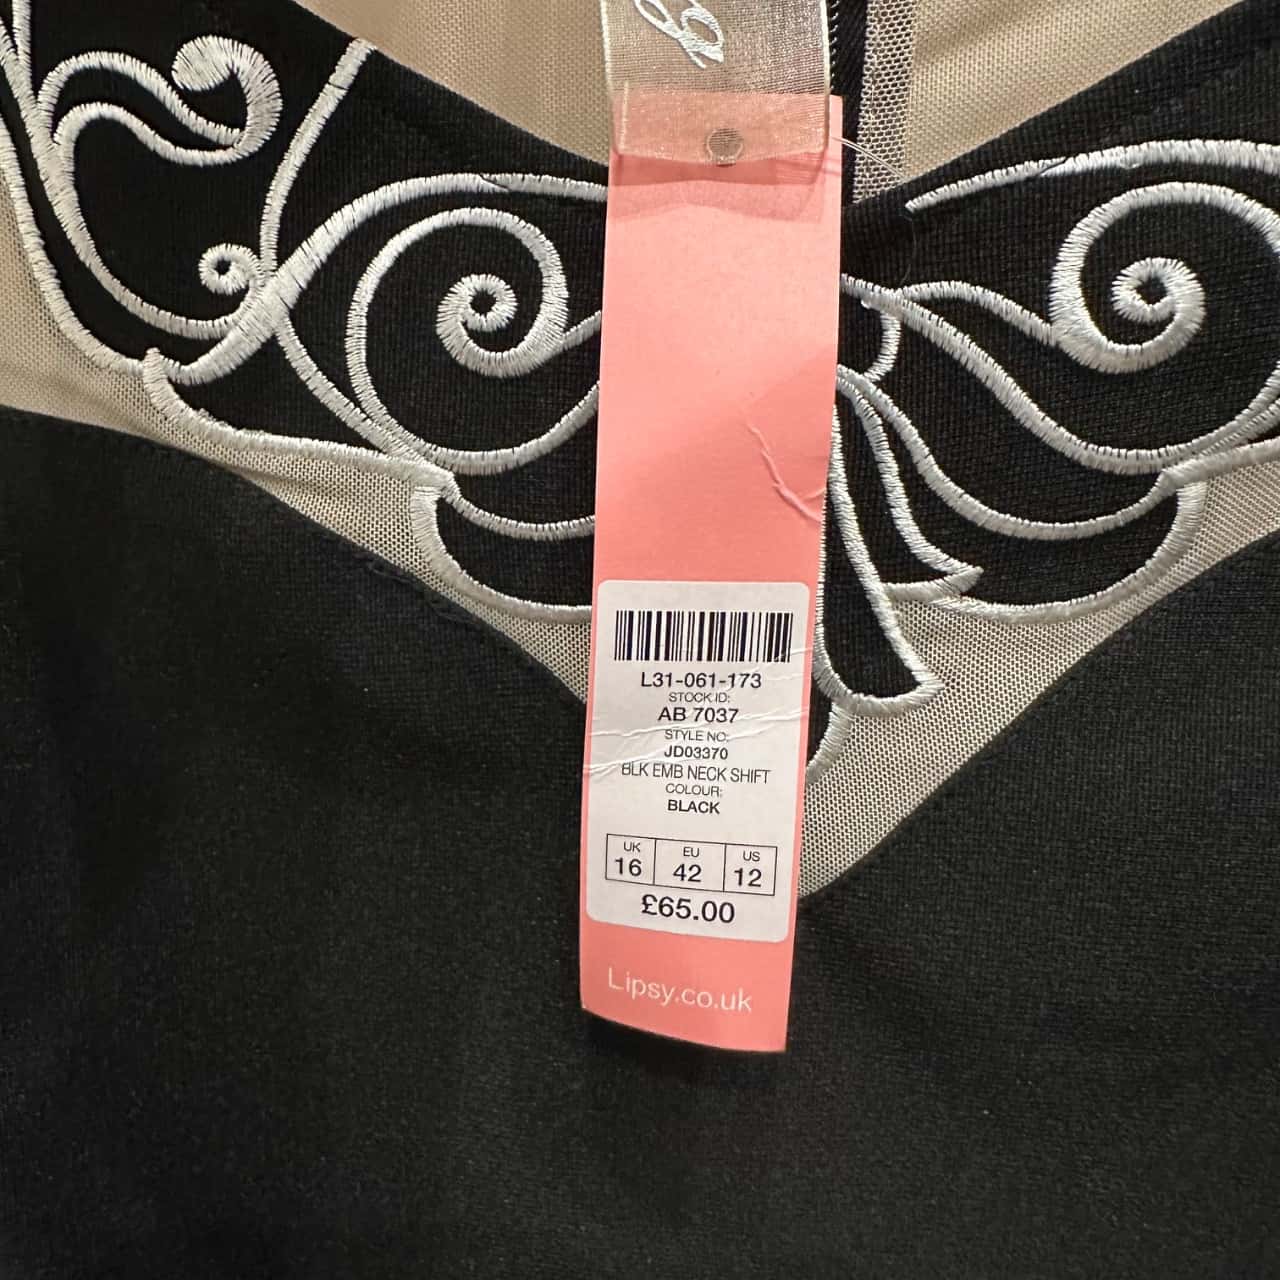 L31-061-173
STOCK ID:
AB 7037
STYLE NO:
JD03370
BLK EMB NECK SHIFT
COLOUR:
BLACK
UK EU US
16 42 12
£65.00
Lipsy.co.uk